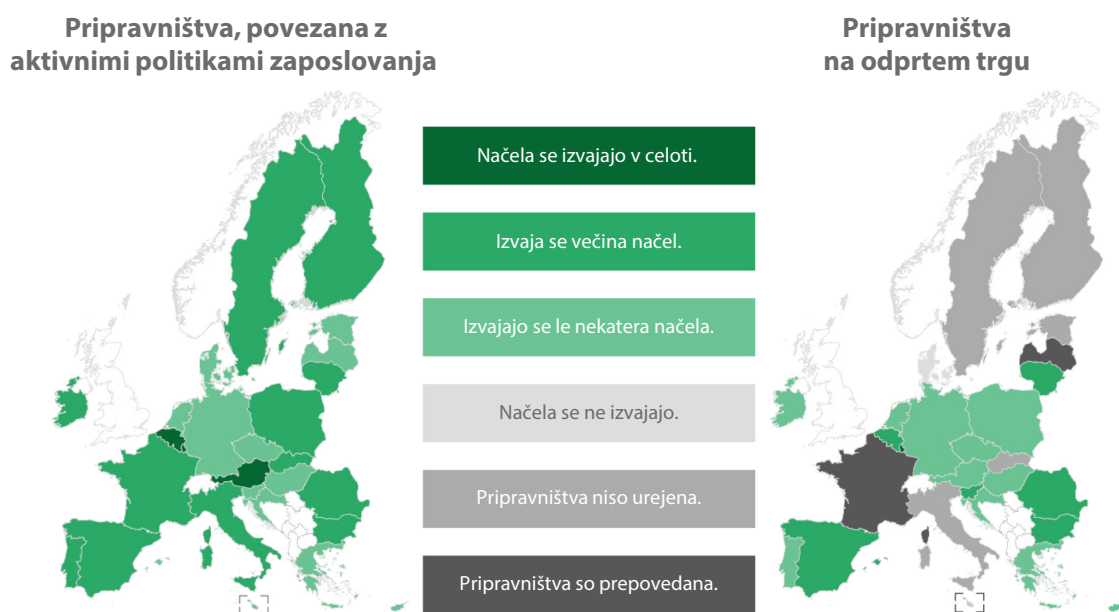 Pripravništva, povezana z
aktivnimi politikami zaposlovanja
Pripravništva
na odprtem trgu
Načela se izvajajo v celoti.
Izvaja se večina načel.
Izvajajo se le nekatera načela.
Načela se ne izvajajo.
Pripravništva niso urejena.
Pripravništva so prepovedana.